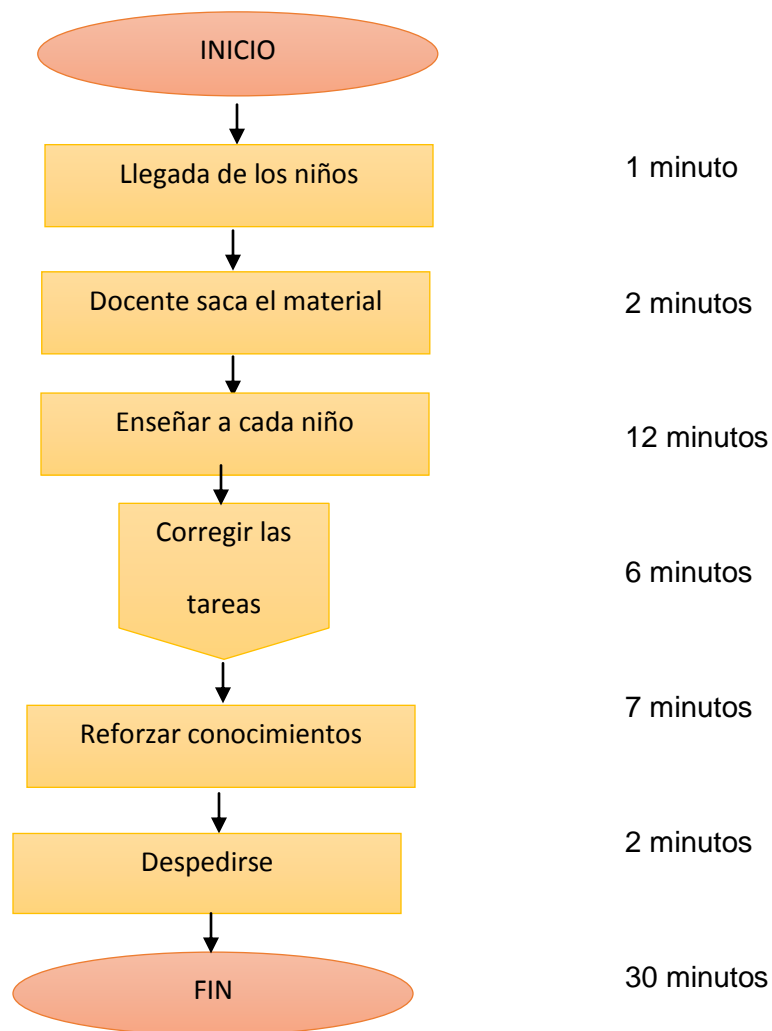 INICIO
Llegada de los niños
1 minuto
Docente saca el material
2 minutos
Enseñar a cada niño
12 minutos
Corregir las
tareas
6 minutos
Reforzar conocimientos
7 minutos
Despedirse
2 minutos
FIN
30 minutos